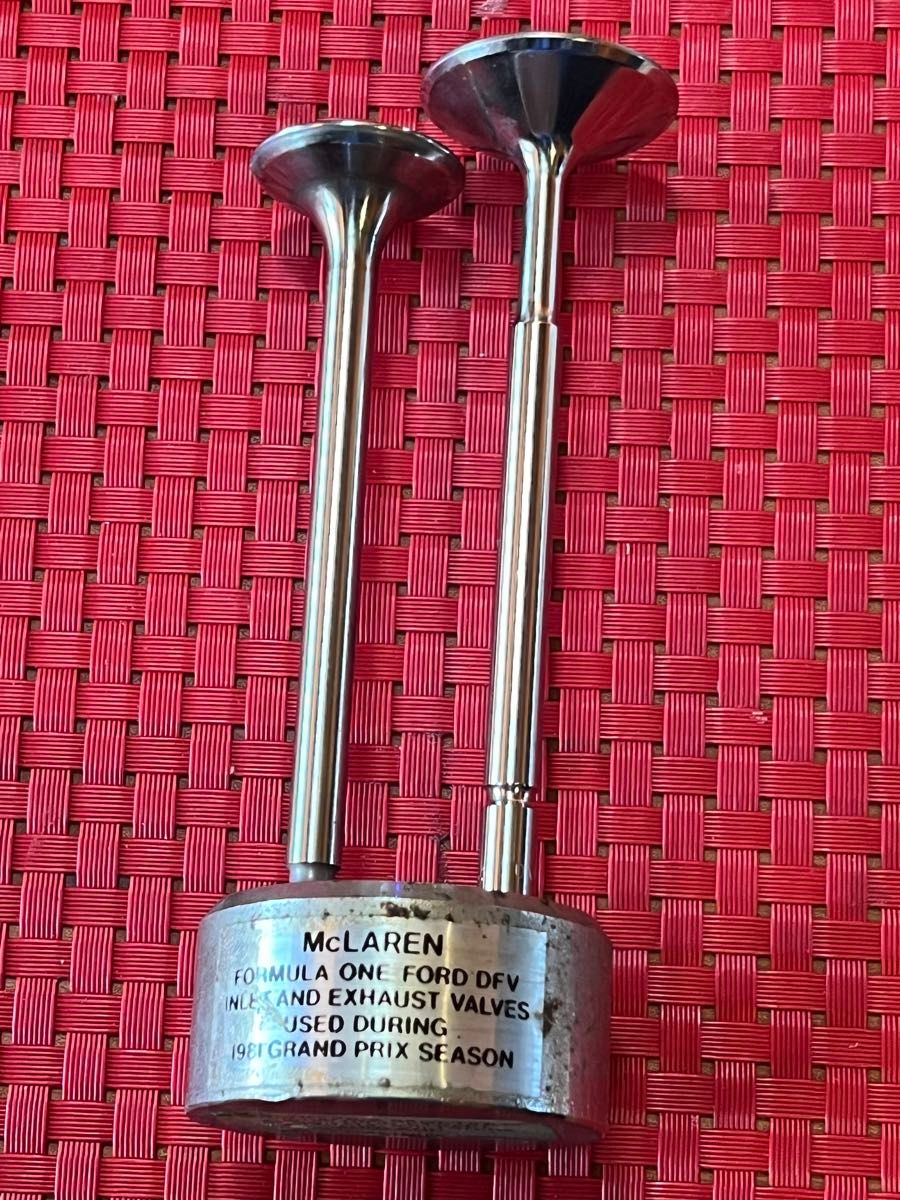 McLAREN
FORMULA ONE FORD DFV
INLET AND EXHAUST VALVES
USED DURING
1981 GRAND PRIX SEASON